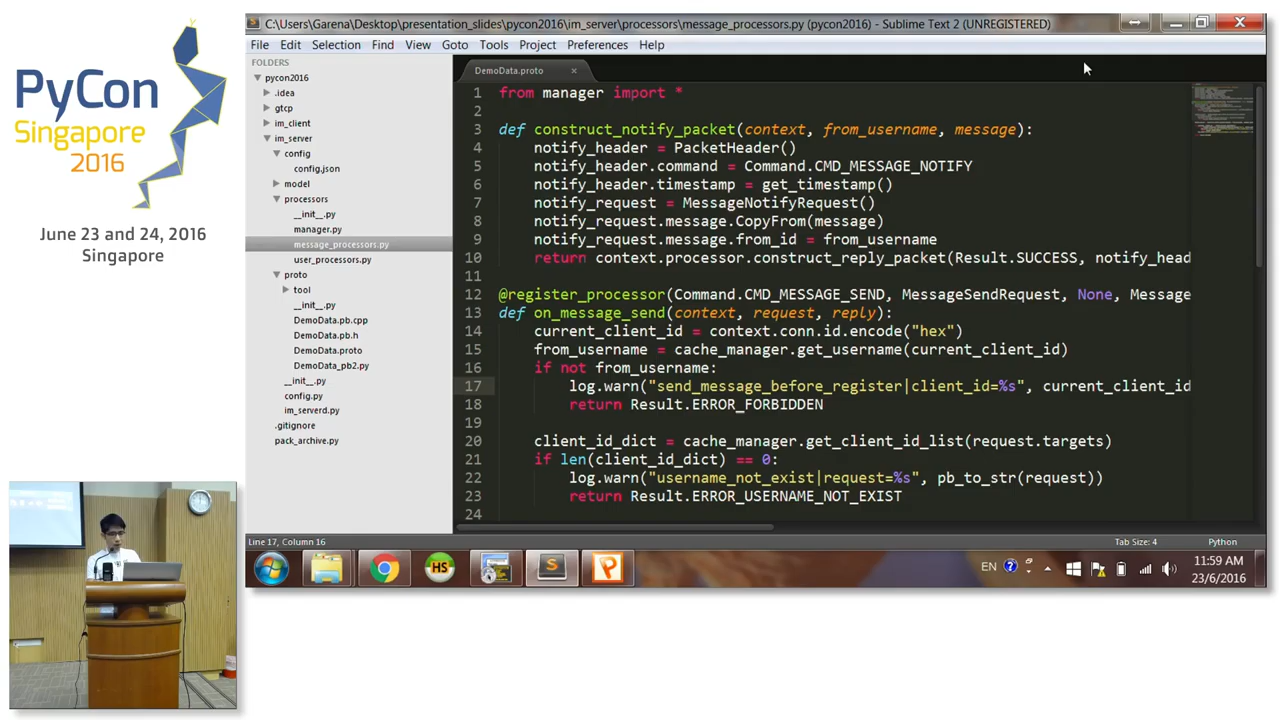 PyCon
Singapore
2016
June 23 and 24, 2016
Singapore
C:\Users\Garena\Desktop\presentation_slides\pycon2016\im_server\processors\message_processors.py (pycon2016) - Sublime Text 2 (UNREGISTERED)
File Edit Selection Find View Goto Tools Project Preferences Help
FOLDERS
pycon2016
.idea
gtcp
im_client
im_server
config
config.json
model
processors
__init__.py
manager.py
message_processors.py
user_processors.py
proto
tool
__init__.py
DemoData.pb.cpp
DemoData.pb.h
DemoData.proto
DemoData_pb2.py
__init__.py
config.py
im_serverd.py
.gitignore
pack_archive.py
DemoData.proto ×
1 from manager import *
2
3 def construct_notify_packet(context, from_username, message):
4 notify_header = PacketHeader()
5 notify_header.command = Command.CMD_MESSAGE_NOTIFY
6 notify_header.timestamp = get_timestamp()
7 notify_request = MessageNotifyRequest()
8 notify_request.message.CopyFrom(message)
9 notify_request.message.from_id = from_username
10 return context.processor.construct_reply_packet(Result.SUCCESS, notify_head
11
12 @register_processor(Command.CMD_MESSAGE_SEND, MessageSendRequest, None, Message
13 def on_message_send(context, request, reply):
14 current_client_id = context.conn.id.encode("hex")
15 from_username = cache_manager.get_username(current_client_id)
16 if not from_username:
17 log.warn("send_message_before_register|client_id=%s", current_client_id
18 return Result.ERROR_FORBIDDEN
19
20 client_id_dict = cache_manager.get_client_id_list(request.targets)
21 if len(client_id_dict) == 0:
22 log.warn("username_not_exist|request=%s", pb_to_str(request))
23 return Result.ERROR_USERNAME_NOT_EXIST
24
Line 17, Column 16 Tab Size: 4 Python
HS
S
P
EN
11:59 AM
23/6/2016